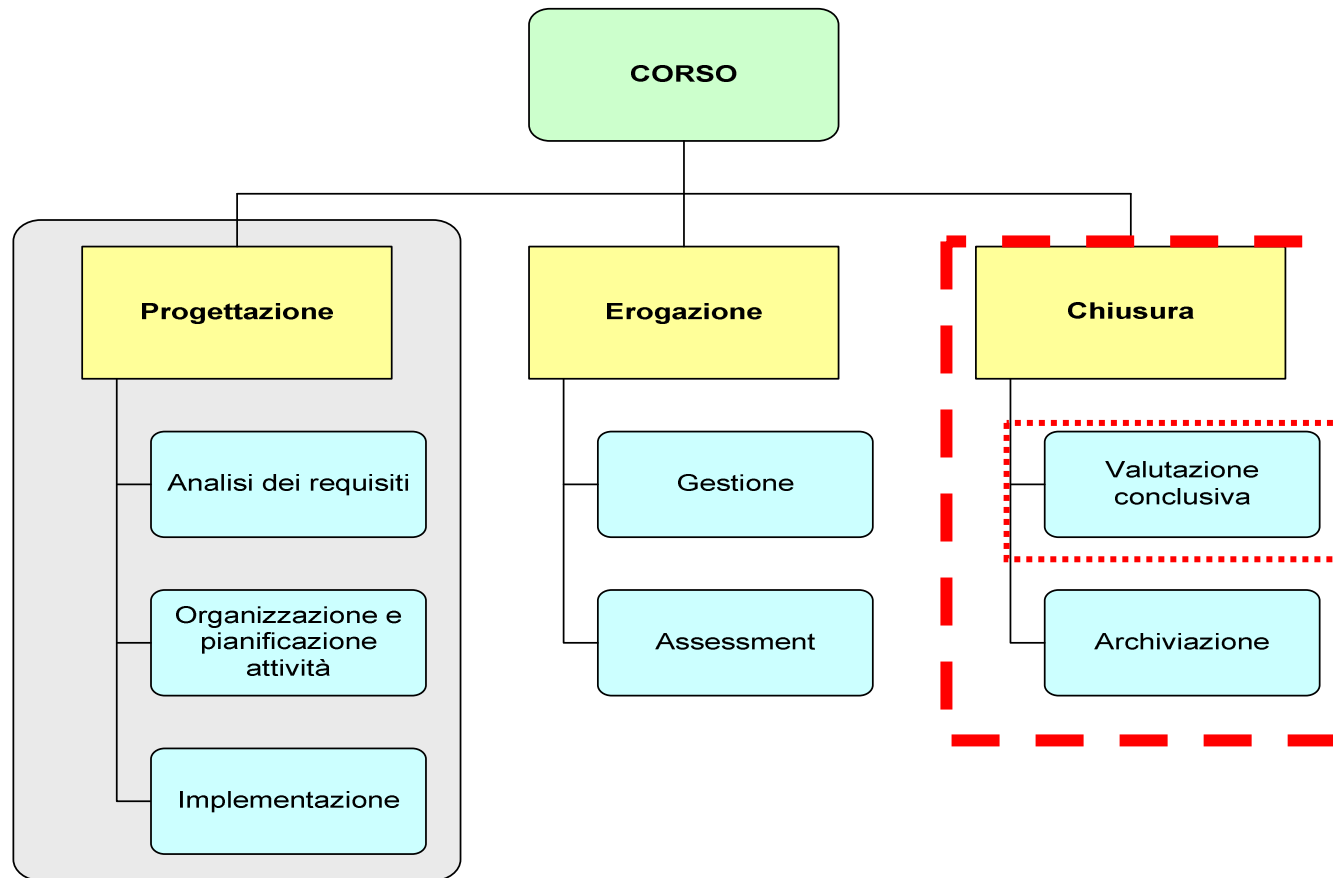 CORSO
Progettazione
Analisi dei requisiti
Organizzazione e
pianificazione
attività
Implementazione
Erogazione
Gestione
Assessment
Chiusura
Valutazione
conclusiva
Archiviazione